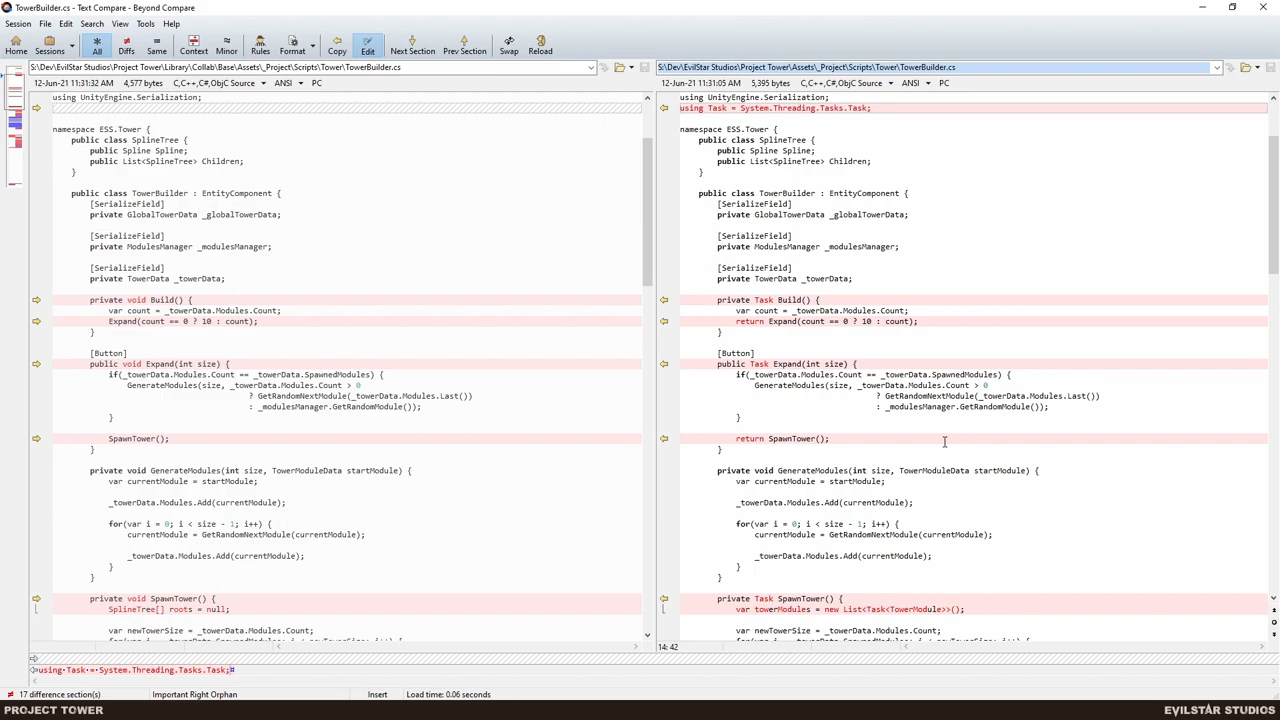 TowerBuilder.cs - Text Compare - Beyond Compare
Session File Edit Search View Tools Help
Home Sessions All Diffs Same Context Minor Rules Format Copy Edit Next Section Prev Section Swap Reload
S:\Dev\EvilStar Studios\Project Tower\Library\Collab\Base\Assets\_Project\Scripts\Tower\TowerBuilder.cs
12-Jun-21 11:31:32 AM 4,577 bytes C,C++,C#,ObjC Source ANSI PC
using UnityEngine.Serialization;
namespace ESS.Tower {
public class SplineTree {
public Spline Spline;
public List<SplineTree> Children;
}
public class TowerBuilder : EntityComponent {
[SerializeField]
private GlobalTowerData _globalTowerData;
[SerializeField]
private ModulesManager _modulesManager;
[SerializeField]
private TowerData _towerData;
private void Build() {
var count = _towerData.Modules.Count;
Expand(count == 0 ? 10 : count);
}
[Button]
public void Expand(int size) {
if(_towerData.Modules.Count == _towerData.SpawnedModules) {
GenerateModules(size, _towerData.Modules.Count > 0
? GetRandomNextModule(_towerData.Modules.Last())
: _modulesManager.GetRandomModule());
}
SpawnTower();
}
private void GenerateModules(int size, TowerModuleData startModule) {
var currentModule = startModule;
_towerData.Modules.Add(currentModule);
for(var i = 0; i < size - 1; i++) {
currentModule = GetRandomNextModule(currentModule);
_towerData.Modules.Add(currentModule);
}
}
private void SpawnTower() {
SplineTree[] roots = null;
var newTowerSize = _towerData.Modules.Count;
S:\Dev\EvilStar Studios\Project Tower\Assets\_Project\Scripts\Tower\TowerBuilder.cs
12-Jun-21 11:31:05 AM 5,395 bytes C,C++,C#,ObjC Source ANSI PC
using UnityEngine.Serialization;
using Task = System.Threading.Tasks.Task;
namespace ESS.Tower {
public class SplineTree {
public Spline Spline;
public List<SplineTree> Children;
}
public class TowerBuilder : EntityComponent {
[SerializeField]
private GlobalTowerData _globalTowerData;
[SerializeField]
private ModulesManager _modulesManager;
[SerializeField]
private TowerData _towerData;
private Task Build() {
var count = _towerData.Modules.Count;
return Expand(count == 0 ? 10 : count);
}
[Button]
public Task Expand(int size) {
if(_towerData.Modules.Count == _towerData.SpawnedModules) {
GenerateModules(size, _towerData.Modules.Count > 0
? GetRandomNextModule(_towerData.Modules.Last())
: _modulesManager.GetRandomModule());
}
return SpawnTower();
}
private void GenerateModules(int size, TowerModuleData startModule) {
var currentModule = startModule;
_towerData.Modules.Add(currentModule);
for(var i = 0; i < size - 1; i++) {
currentModule = GetRandomNextModule(currentModule);
_towerData.Modules.Add(currentModule);
}
}
private Task SpawnTower() {
var towerModules = new List<Task<TowerModule>>();
var newTowerSize = _towerData.Modules.Count;
14: 42
using·Task·=·System.Threading.Tasks.Task;¤
17 difference section(s) Important Right Orphan Insert Load time: 0.06 seconds
PROJECT TOWER EVILSTAR STUDIOS